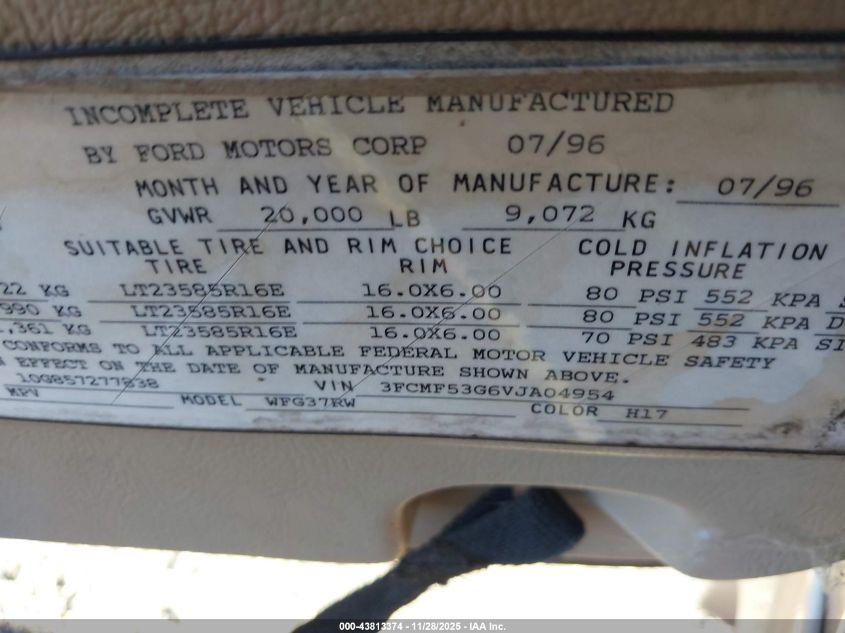 INCOMPLETE VEHICLE MANUFACTURED
BY FORD MOTORS CORP 07/96
MONTH AND YEAR OF MANUFACTURE: 07/96
GVWR 20,000 LB 9,072 KG
SUITABLE TIRE AND RIM CHOICE COLD INFLATION
TIRE RIM PRESSURE
22 KG LT23585R16E 16.0X6.00 80 PSI 552 KPA S
990 KG LT23585R16E 16.0X6.00 80 PSI 552 KPA D
,361 KG LT23585R16E 16.0X6.00 70 PSI 483 KPA SI
CONFORMS TO ALL APPLICABLE FEDERAL MOTOR VEHICLE SAFETY
EFFECT ON THE DATE OF MANUFACTURE SHOWN ABOVE.
VIN 3FCMF53G6VJA04954
MPV MODEL WFG37RW COLOR H17
000-43813374 - 11/28/2025 - IAA Inc.